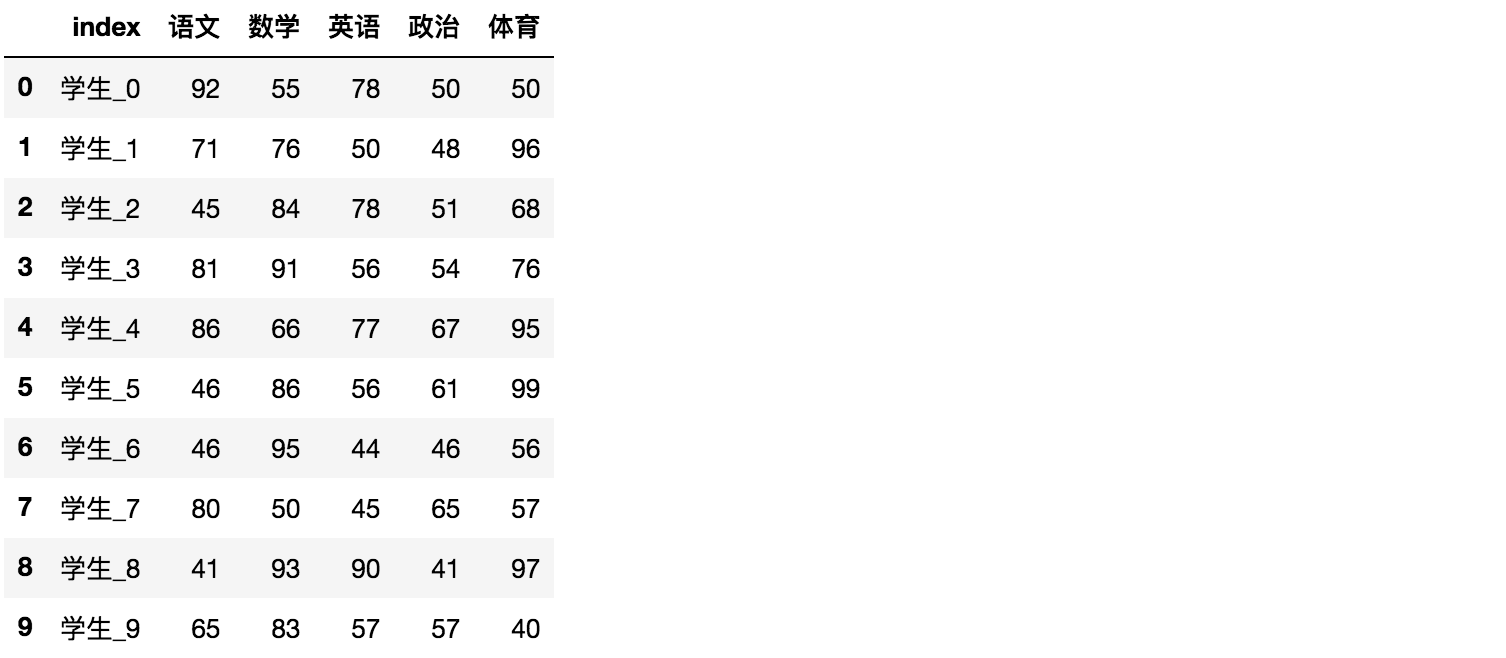 index 语文 数学 英语 政治 体育
0 学生_0 92 55 78 50 50
1 学生_1 71 76 50 48 96
2 学生_2 45 84 78 51 68
3 学生_3 81 91 56 54 76
4 学生_4 86 66 77 67 95
5 学生_5 46 86 56 61 99
6 学生_6 46 95 44 46 56
7 学生_7 80 50 45 65 57
8 学生_8 41 93 90 41 97
9 学生_9 65 83 57 57 40